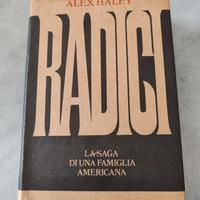 ALEX HALEY
RADICI
LA SAGA
DI UNA FAMIGLIA
AMERICANA